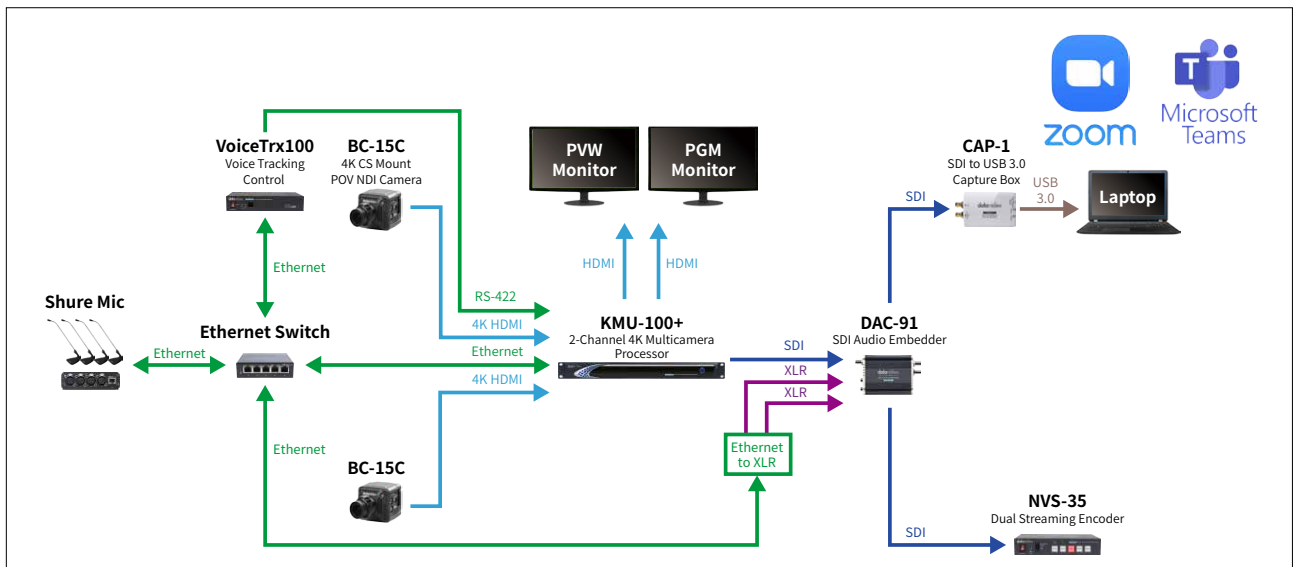 zoom
Microsoft
Teams
VoiceTrx100
Voice Tracking
Control
BC-15C
4K CS Mount
POV NDI Camera
PVW
Monitor
PGM
Monitor
CAP-1
SDI to USB 3.0
Capture Box
SDI
USB
3.0
Laptop
Ethernet
HDMI
HDMI
RS-422
Shure Mic
Ethernet
Ethernet Switch
4K HDMI
Ethernet
4K HDMI
KMU-100+
2-Channel 4K Multicamera
Processor
SDI
DAC-91
SDI Audio Embedder
XLR
XLR
Ethernet
Ethernet
to XLR
BC-15C
SDI
NVS-35
Dual Streaming Encoder